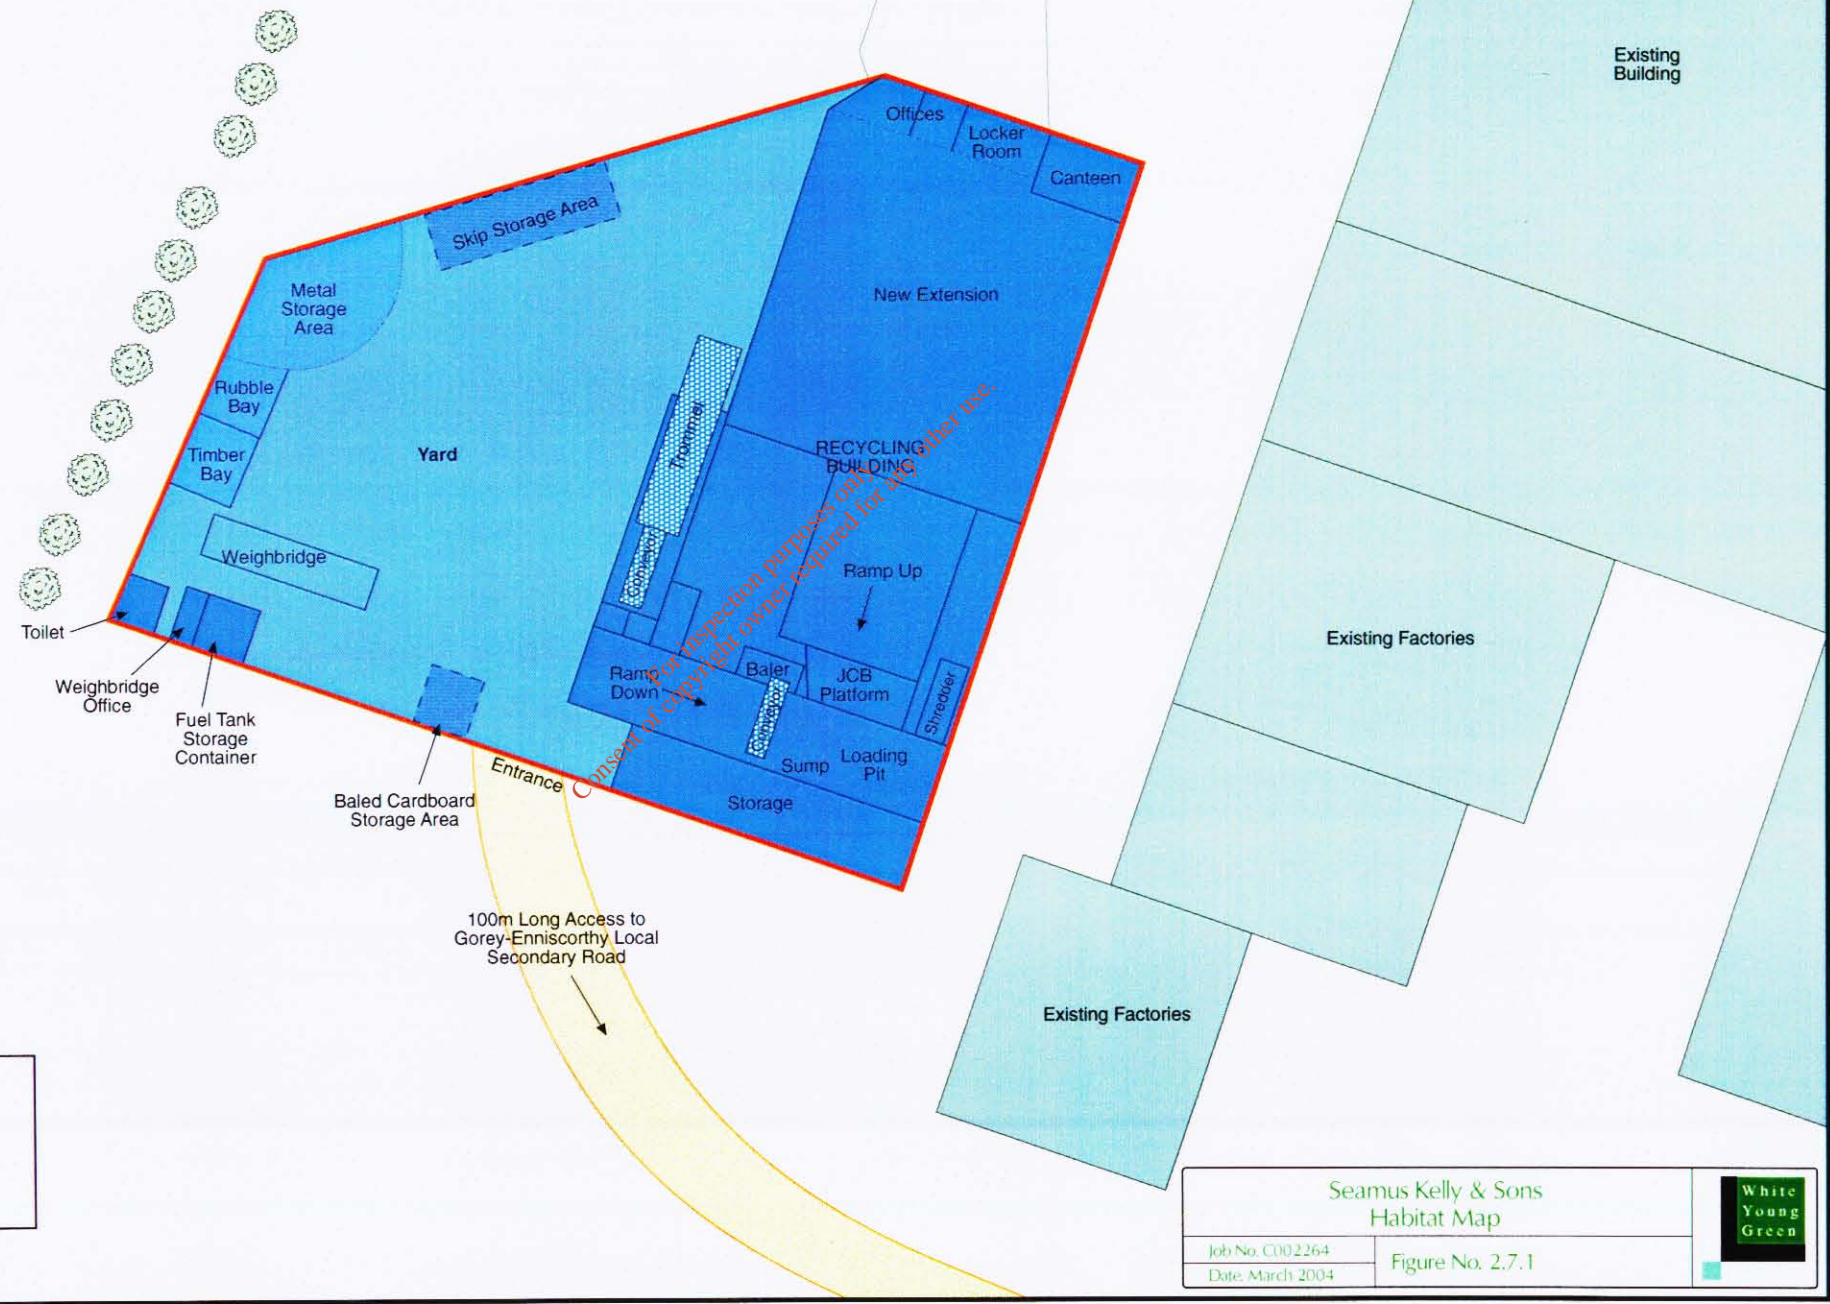 Existing
Building
Offices
Locker
Room
Canteen
Skip Storage Area
Metal
Storage
Area
New Extension
Rubble
Bay
Timber
Bay
Yard
Trommel
RECYCLING
BUILDING
Weighbridge
Conveyor
Ramp Up
Toilet
Weighbridge
Office
Fuel Tank
Storage
Container
Ramp
Down
Baler
JCB
Platform
Shredder
Conveyor
Sump
Loading
Pit
Storage
Entrance
Baled Cardboard
Storage Area
Existing Factories
100m Long Access to
Gorey-Enniscorthy Local
Secondary Road
Existing Factories
For inspection purposes only.
Consent of copyright owner required for any other use.
Seamus Kelly & Sons
Habitat Map
Job No. C002264
Date. March 2004
Figure No. 2.7.1
White
Young
Green